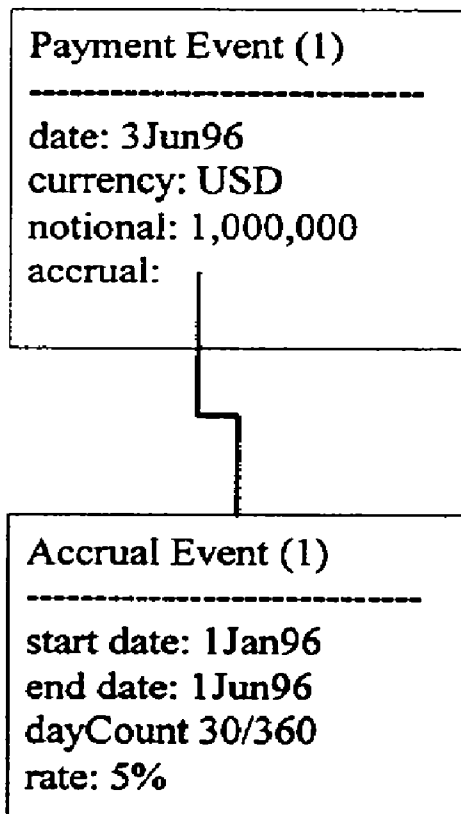 Payment Event (1)
date: 3Jun96
currency: USD
notional: 1,000,000
accrual:
Accrual Event (1)
start date: 1Jan96
end date: 1Jun96
dayCount 30/360
rate: 5%